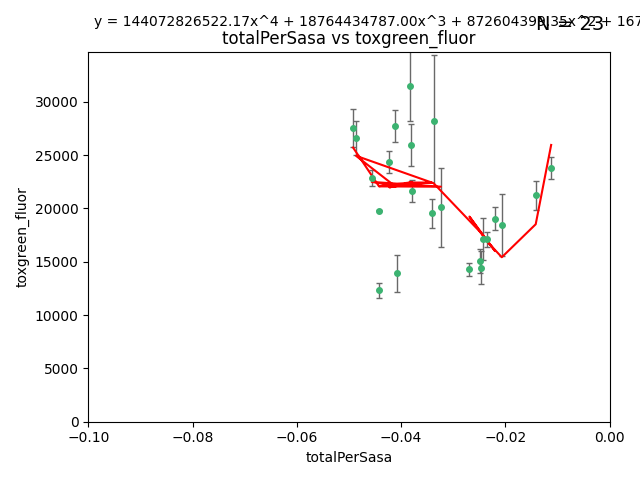 y = 144072826522.17x^4 + 18764434787.00x^3 + 872604399.35x^2 + 167
N = 23
totalPerSasa vs toxgreen_fluor
toxgreen_fluor
30000
25000
20000
15000
10000
5000
0
−0.10 −0.08 −0.06 −0.04 −0.02 0.00
totalPerSasa